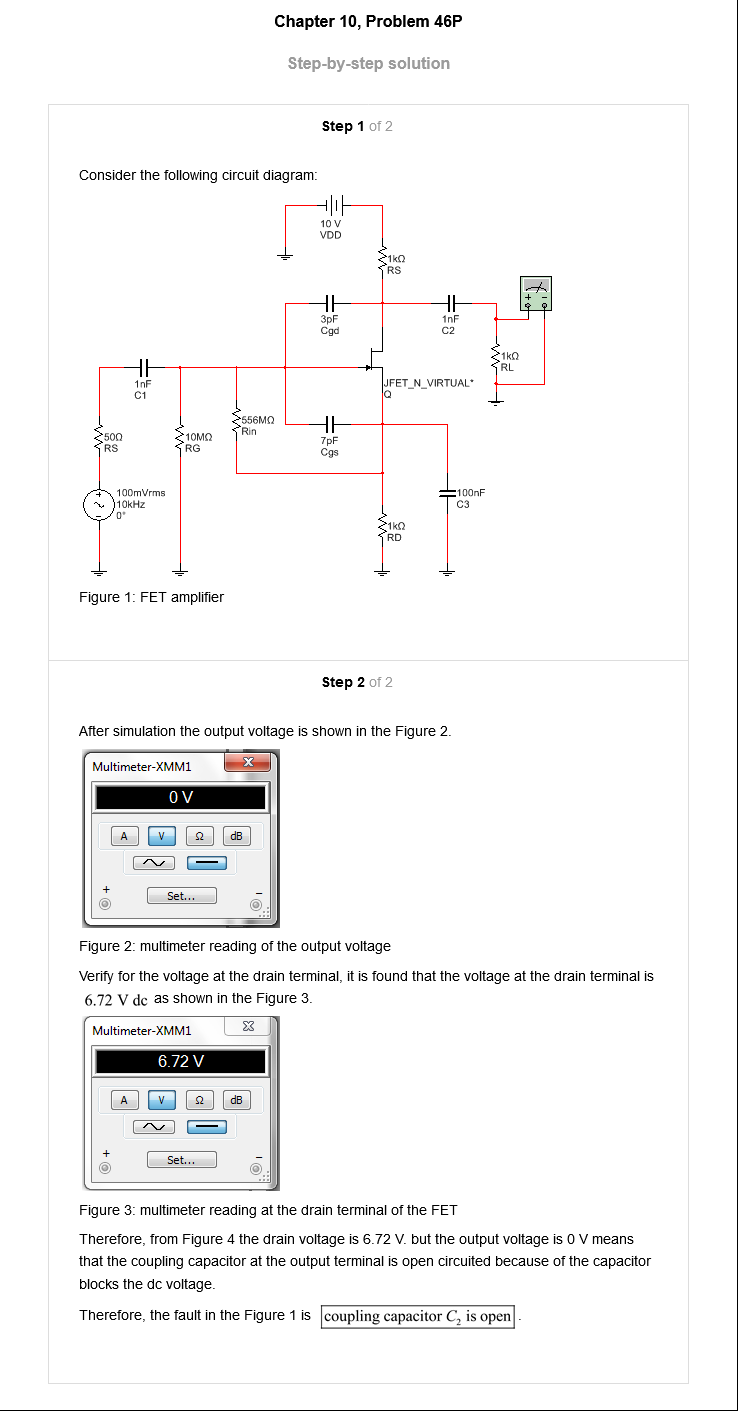 Chapter 10, Problem 46P
Step-by-step solution
Step 1 of 2
Consider the following circuit diagram:
10 V
VDD
1kΩ
RS
3pF
Cgd
1nF
C2
+ -
1kΩ
RL
1nF
C1
JFET_N_VIRTUAL*
Q
556MΩ
Rin
50Ω
RS
10MΩ
RG
7pF
Cgs
100mVrms
10kHz
0°
100nF
C3
1kΩ
RD
Figure 1: FET amplifier
Step 2 of 2
After simulation the output voltage is shown in the Figure 2.
Multimeter-XMM1
0 V
A V Ω dB
+ Set... -
Figure 2: multimeter reading of the output voltage
Verify for the voltage at the drain terminal, it is found that the voltage at the drain terminal is
6.72 V dc as shown in the Figure 3.
Multimeter-XMM1
6.72 V
A V Ω dB
+ Set... -
Figure 3: multimeter reading at the drain terminal of the FET
Therefore, from Figure 4 the drain voltage is 6.72 V. but the output voltage is 0 V means
that the coupling capacitor at the output terminal is open circuited because of the capacitor
blocks the dc voltage.
Therefore, the fault in the Figure 1 is coupling capacitor C₂ is open.